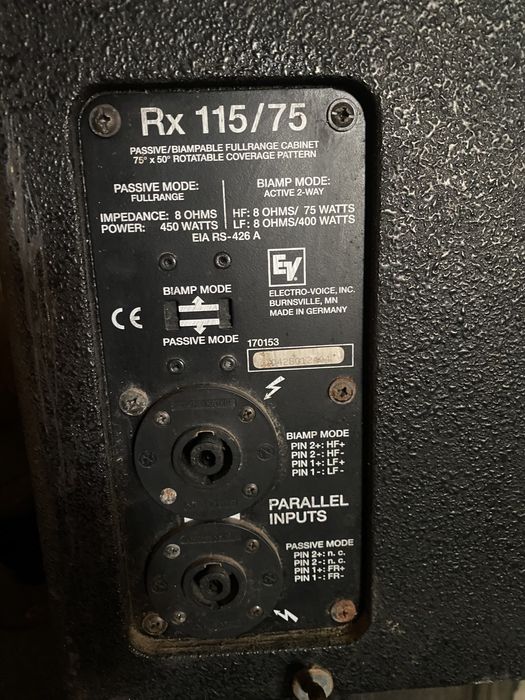 Rx 115/75
PASSIVE/BIAMPABLE FULLRANGE CABINET
75° x 50° ROTATABLE COVERAGE PATTERN
PASSIVE MODE:
FULLRANGE
IMPEDANCE: 8 OHMS
POWER: 450 WATTS
BIAMP MODE:
ACTIVE 2-WAY
HF: 8 OHMS/ 75 WATTS
LF: 8 OHMS/400 WATTS
EIA RS-426 A
EV
ELECTRO-VOICE, INC.
BURNSVILLE, MN
MADE IN GERMANY
BIAMP MODE
CE
PASSIVE MODE
170153
BIAMP MODE
PIN 2+: HF+
PIN 2-: HF-
PIN 1+: LF+
PIN 1-: LF -
PARALLEL
INPUTS
PASSIVE MODE
PIN 2+: n. c.
PIN 2-: n. c.
PIN 1+: FR+
PIN 1-: FR-